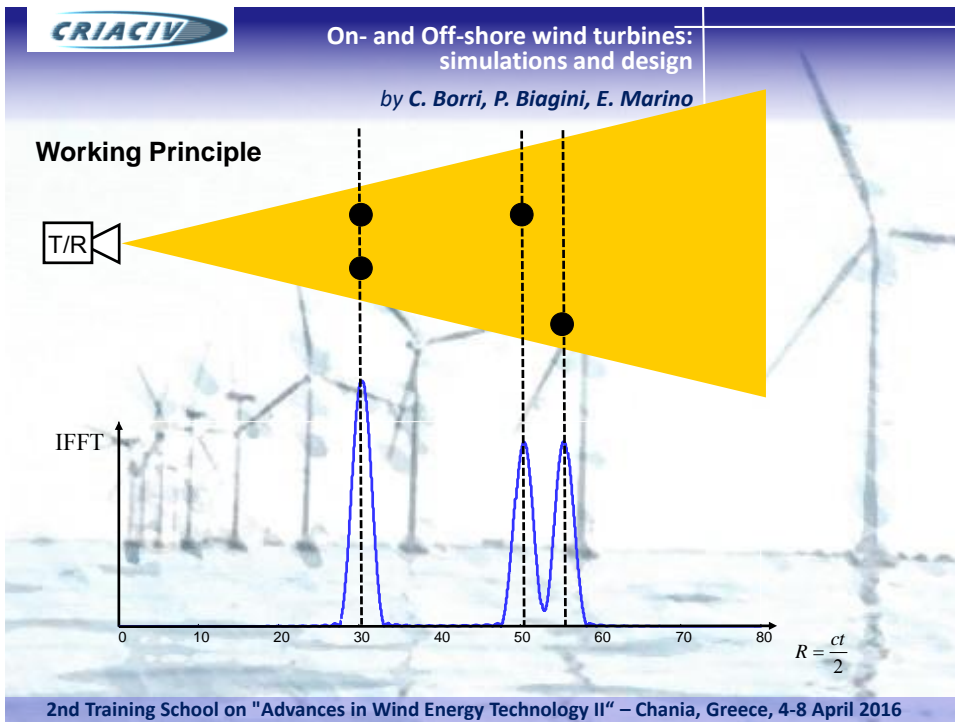 CRIACIV
On- and Off-shore wind turbines:
simulations and design
by C. Borri, P. Biagini, E. Marino
Working Principle
T/R
IFFT
0 10 20 30 40 50 60 70 80
R = ct/2
2nd Training School on "Advances in Wind Energy Technology II“ – Chania, Greece, 4-8 April 2016